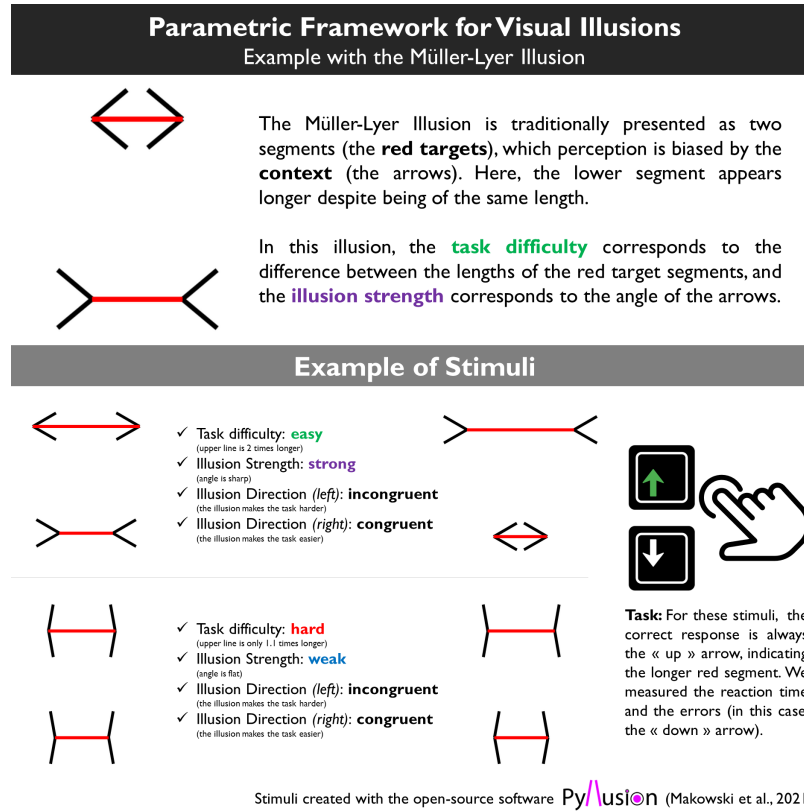 Parametric Framework for Visual Illusions
Example with the Müller-Lyer Illusion
The Müller-Lyer Illusion is traditionally presented as two
segments (the red targets), which perception is biased by the
context (the arrows). Here, the lower segment appears
longer despite being of the same length.
In this illusion, the task difficulty corresponds to the
difference between the lengths of the red target segments, and
the illusion strength corresponds to the angle of the arrows.
Example of Stimuli
✓ Task difficulty: easy
(upper line is 2 times longer)
✓ Illusion Strength: strong
(angle is sharp)
✓ Illusion Direction (left): incongruent
(the illusion makes the task harder)
✓ Illusion Direction (right): congruent
(the illusion makes the task easier)
✓ Task difficulty: hard
(upper line is only 1.1 times longer)
✓ Illusion Strength: weak
(angle is flat)
✓ Illusion Direction (left): incongruent
(the illusion makes the task harder)
✓ Illusion Direction (right): congruent
(the illusion makes the task easier)
Task: For these stimuli, the
correct response is always
the « up » arrow, indicating
the longer red segment. We
measured the reaction time
and the errors (in this case
the « down » arrow).
Stimuli created with the open-source software Pyllusion (Makowski et al., 2021